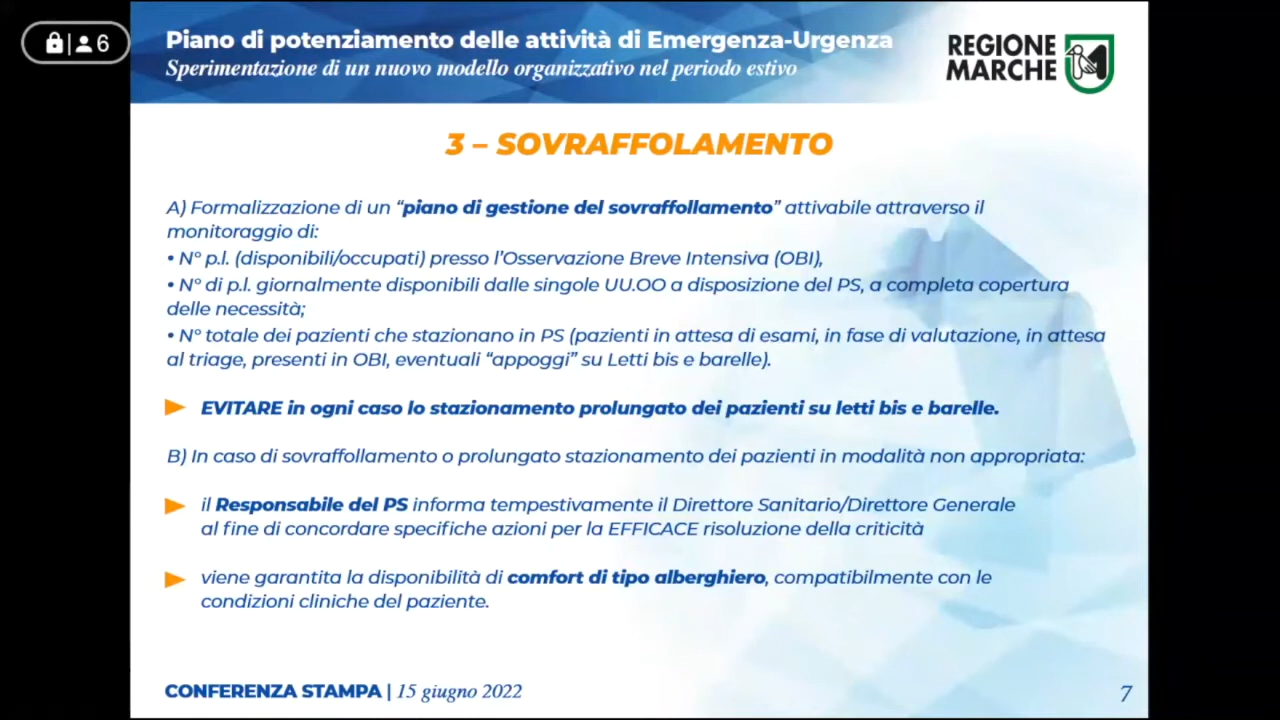 6
Piano di potenziamento delle attività di Emergenza-Urgenza
Sperimentazione di un nuovo modello organizzativo nel periodo estivo
REGIONE
MARCHE
3 – SOVRAFFOLAMENTO
A) Formalizzazione di un “piano di gestione del sovraffollamento” attivabile attraverso il
monitoraggio di:
• N° p.l. (disponibili/occupati) presso l’Osservazione Breve Intensiva (OBI),
• N° di p.l. giornalmente disponibili dalle singole UU.OO a disposizione del PS, a completa copertura
delle necessità;
• N° totale dei pazienti che stazionano in PS (pazienti in attesa di esami, in fase di valutazione, in attesa
al triage, presenti in OBI, eventuali “appoggi” su Letti bis e barelle).
EVITARE in ogni caso lo stazionamento prolungato dei pazienti su letti bis e barelle.
B) In caso di sovraffollamento o prolungato stazionamento dei pazienti in modalità non appropriata:
il Responsabile del PS informa tempestivamente il Direttore Sanitario/Direttore Generale
al fine di concordare specifiche azioni per la EFFICACE risoluzione della criticità
viene garantita la disponibilità di comfort di tipo alberghiero, compatibilmente con le
condizioni cliniche del paziente.
CONFERENZA STAMPA | 15 giugno 2022
7